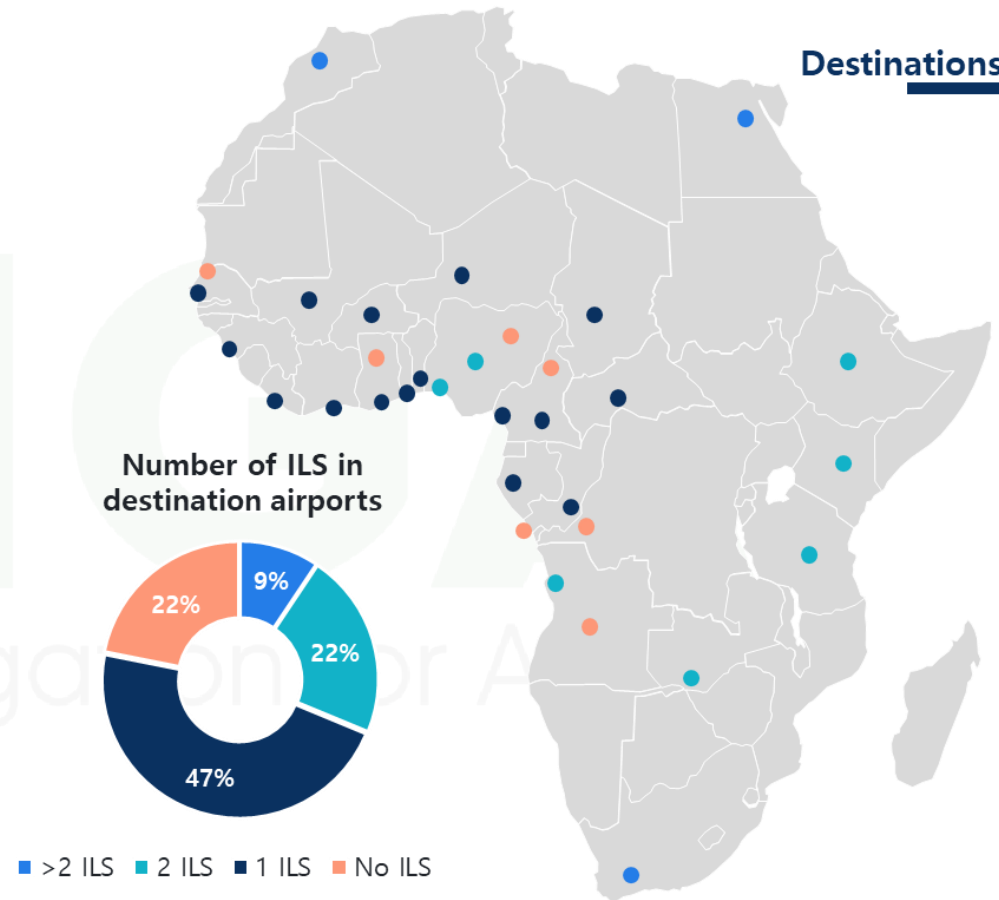 Destinations
Number of ILS in
destination airports
9%
22%
22%
47%
>2 ILS
2 ILS
1 ILS
No ILS